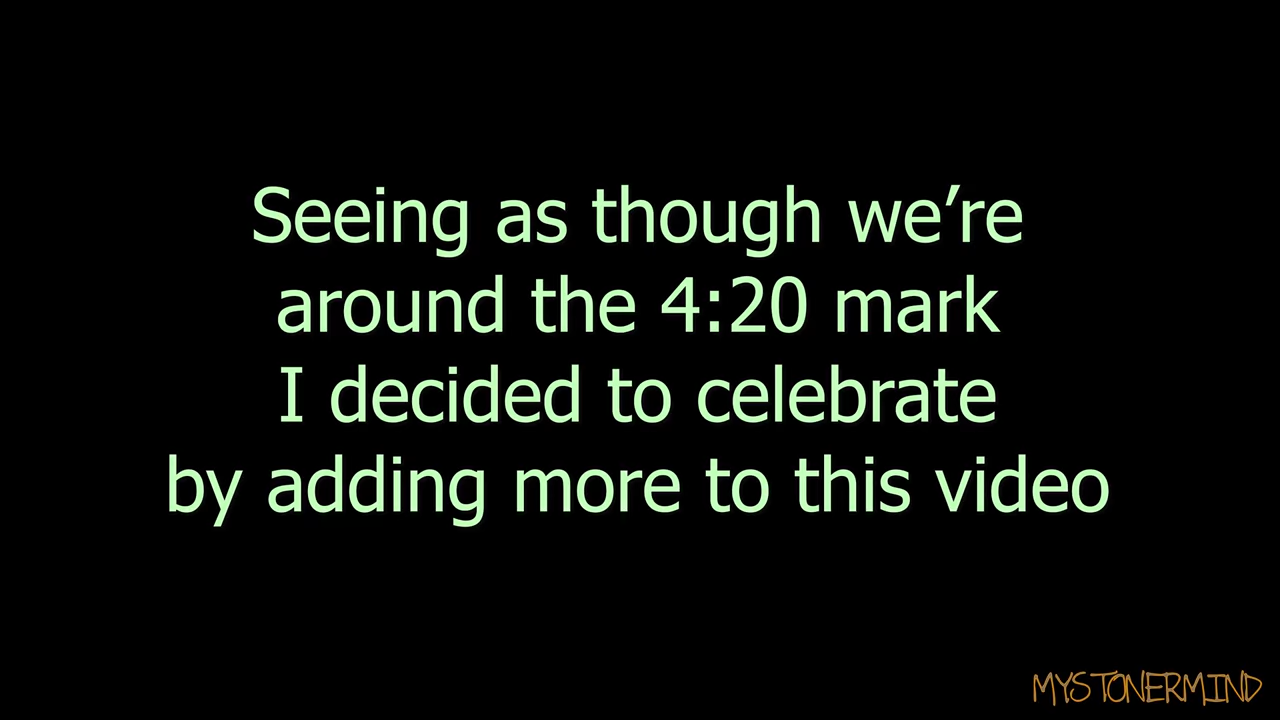 Seeing as though we’re
around the 4:20 mark
I decided to celebrate
by adding more to this video
MYSTONERMIND